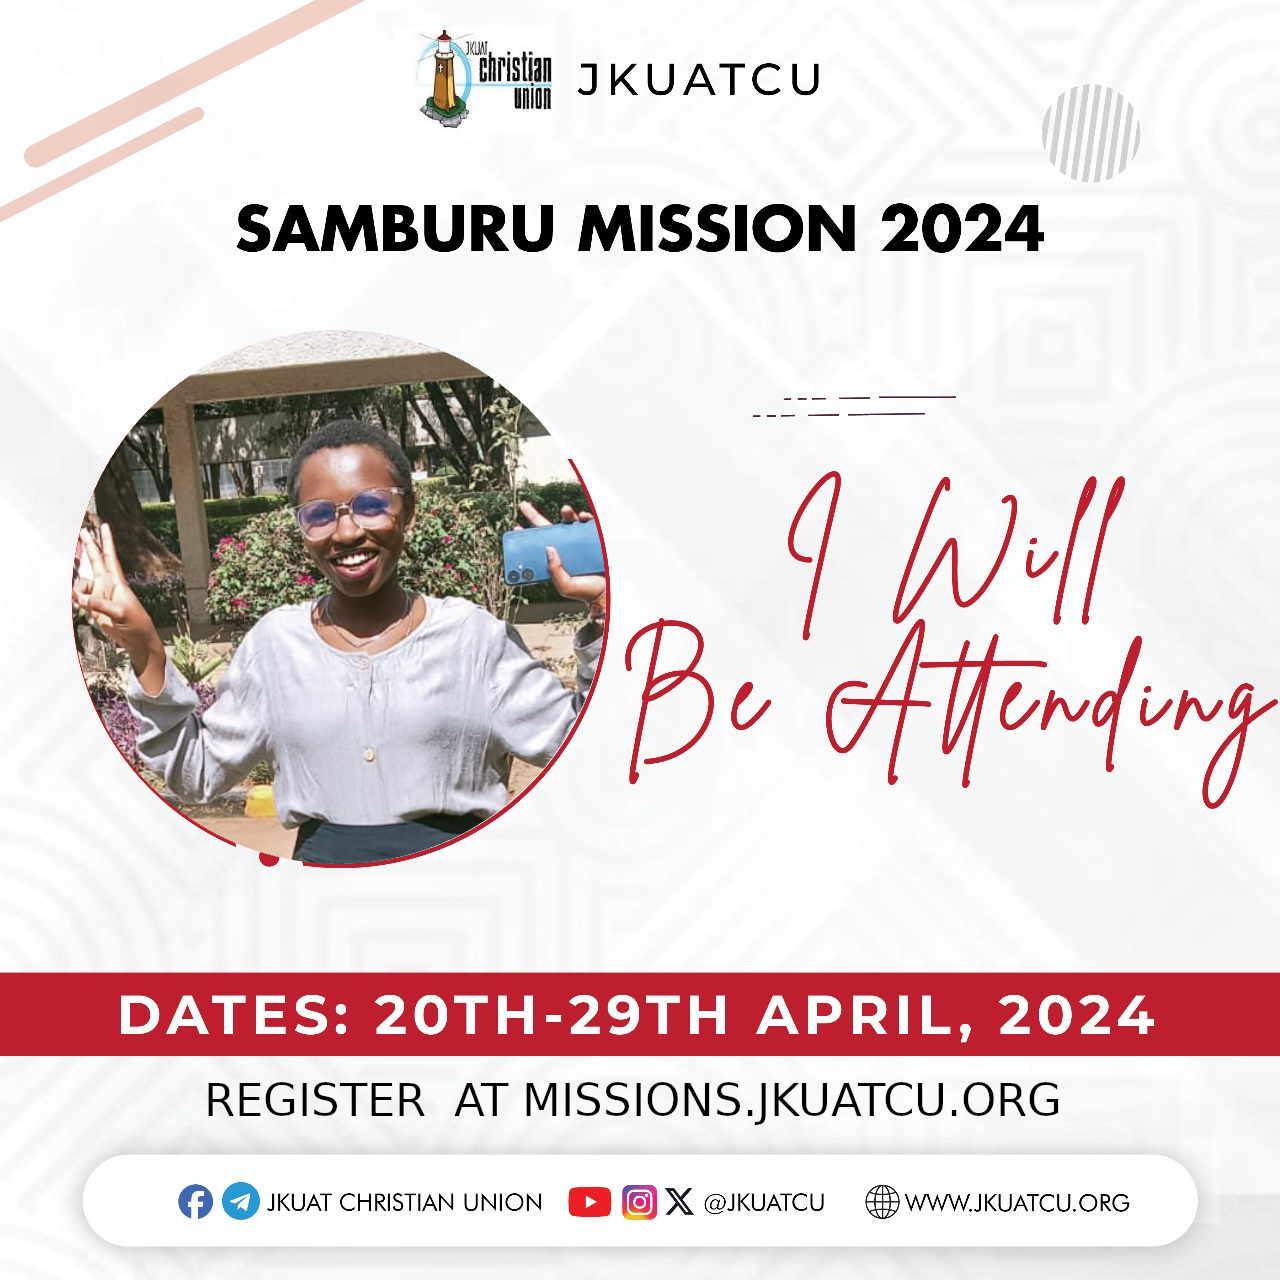 JKUAT
christian
union
JKUATCU
SAMBURU MISSION 2024
I Will
Be Attending
DATES: 20TH-29TH APRIL, 2024
REGISTER  AT MISSIONS.JKUATCU.ORG
JKUAT CHRISTIAN UNION @JKUATCU WWW.JKUATCU.ORG